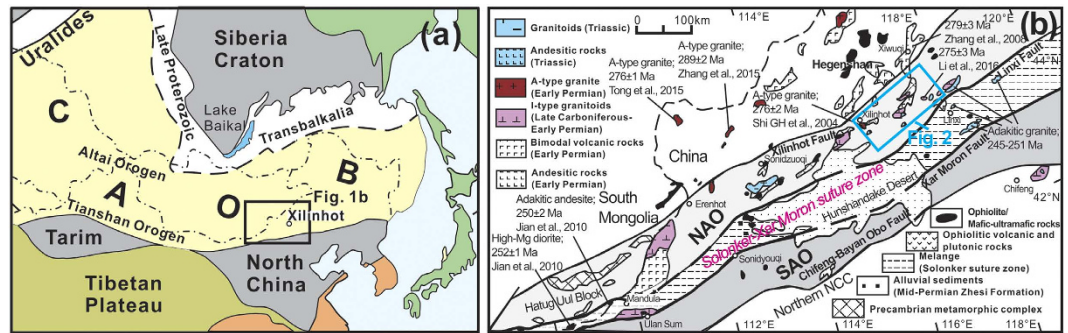 (a)
Uralides
Late Proterozoic
Siberia
Craton
Lake
Baikal
Transbalkalia
C
Altai Orogen
A
B
O
Fig. 1b
Xilinhot
Tianshan Orogen
Tarim
North
China
Tibetan
Plateau
(b)
0 100km
114°E
118°E
120°E
44°N
42°N
112°E
114°E
116°E
118°E
Granitoids (Triassic)
Andesitic rocks
(Triassic)
A-type granite
(Early Permian)
I-type granitoids
(Late Carboniferous-
Early Permian)
Bimodal volcanic rocks
(Early Permian)
Andesitic rocks
(Early Permian)
A-type granite;
276±1 Ma
Tong et al., 2015
A-type granite;
289±2 Ma
Zhang et al., 2015
A-type granite;
276±2 Ma
Shi GH et al., 2004
279±3 Ma
Zhang et al., 2008
275±3 Ma
Li et al., 2016
Adakitic granite;
245-251 Ma
Adakitic andesite;
250±2 Ma
Jian et al., 2010
High-Mg diorite;
252±1 Ma
Jian et al., 2010
Hegenshan
Xiwuqi
Xilinhot
Linxi
Linxi Fault
Fig. 2
Xilinhot Fault
Sonidzuoqi
China
South
Mongolia
Erenhot
NAO
Solonker-Xar Moron suture zone
Hunshandake Desert
Xar Moron Fault
Chifeng
SAO
Sonidyouqi
Chifeng-Bayan Obo Fault
Northern NCC
Hatug Uul Block
Mandula
Ulan Sum
Ophiolite/
Mafic-ultramafic rocks
Ophiolitic volcanic and
plutonic rocks
Melange
(Solonker suture zone)
Alluvial sediments
(Mid-Permian Zhesi Formation)
Precambrian metamorphic complex